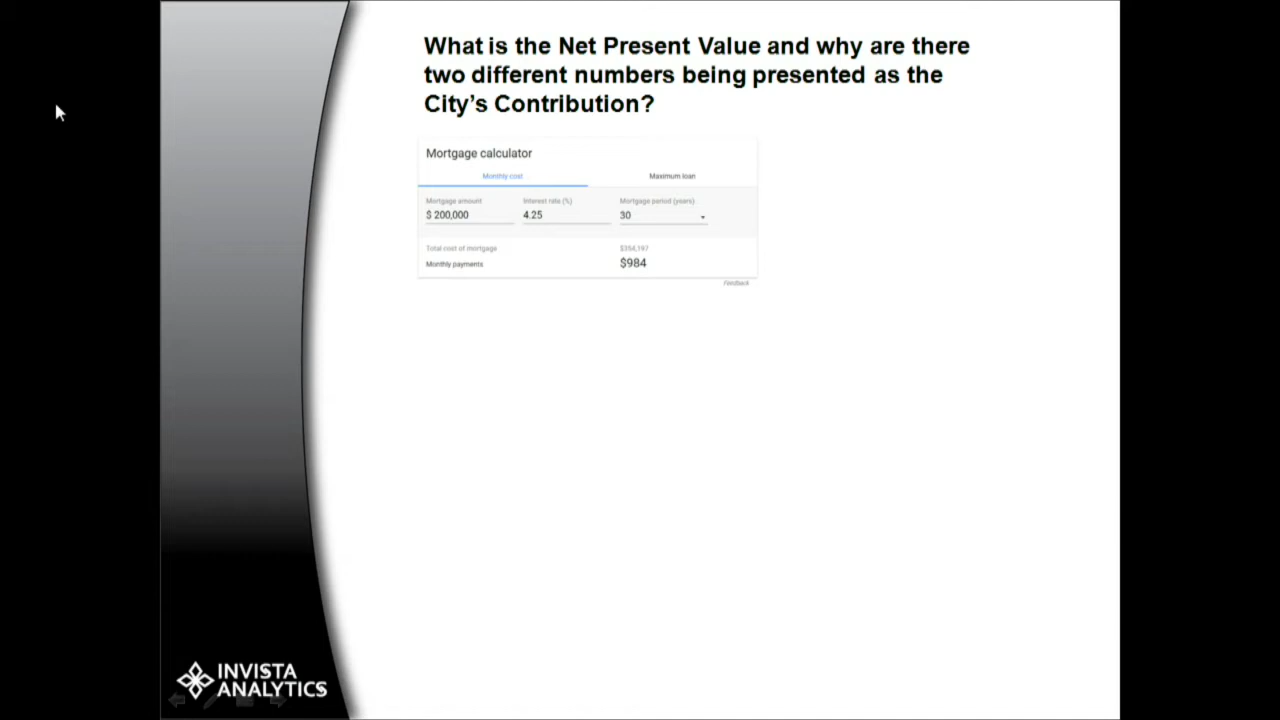 What is the Net Present Value and why are there
two different numbers being presented as the
City's Contribution?
Mortgage calculator
Monthly cost Maximum loan
Mortgage amount Interest rate (%) Mortgage period (years)
$ 200,000 4.25 30
Total cost of mortgage $354,197
Monthly payments $984
Feedback
INVISTA
ANALYTICS